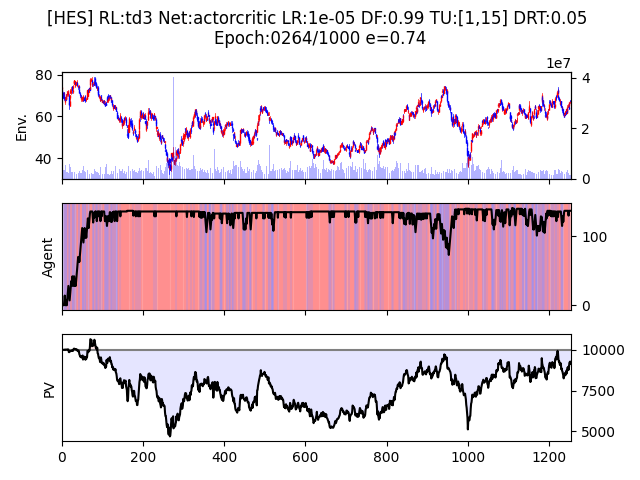 [HES] RL:td3 Net:actorcritic LR:1e-05 DF:0.99 TU:[1,15] DRT:0.05
Epoch:0264/1000 e=0.74
1e7
80
60
40
Env.
4
2
0
Agent
100
0
PV
10000
7500
5000
0 200 400 600 800 1000 1200